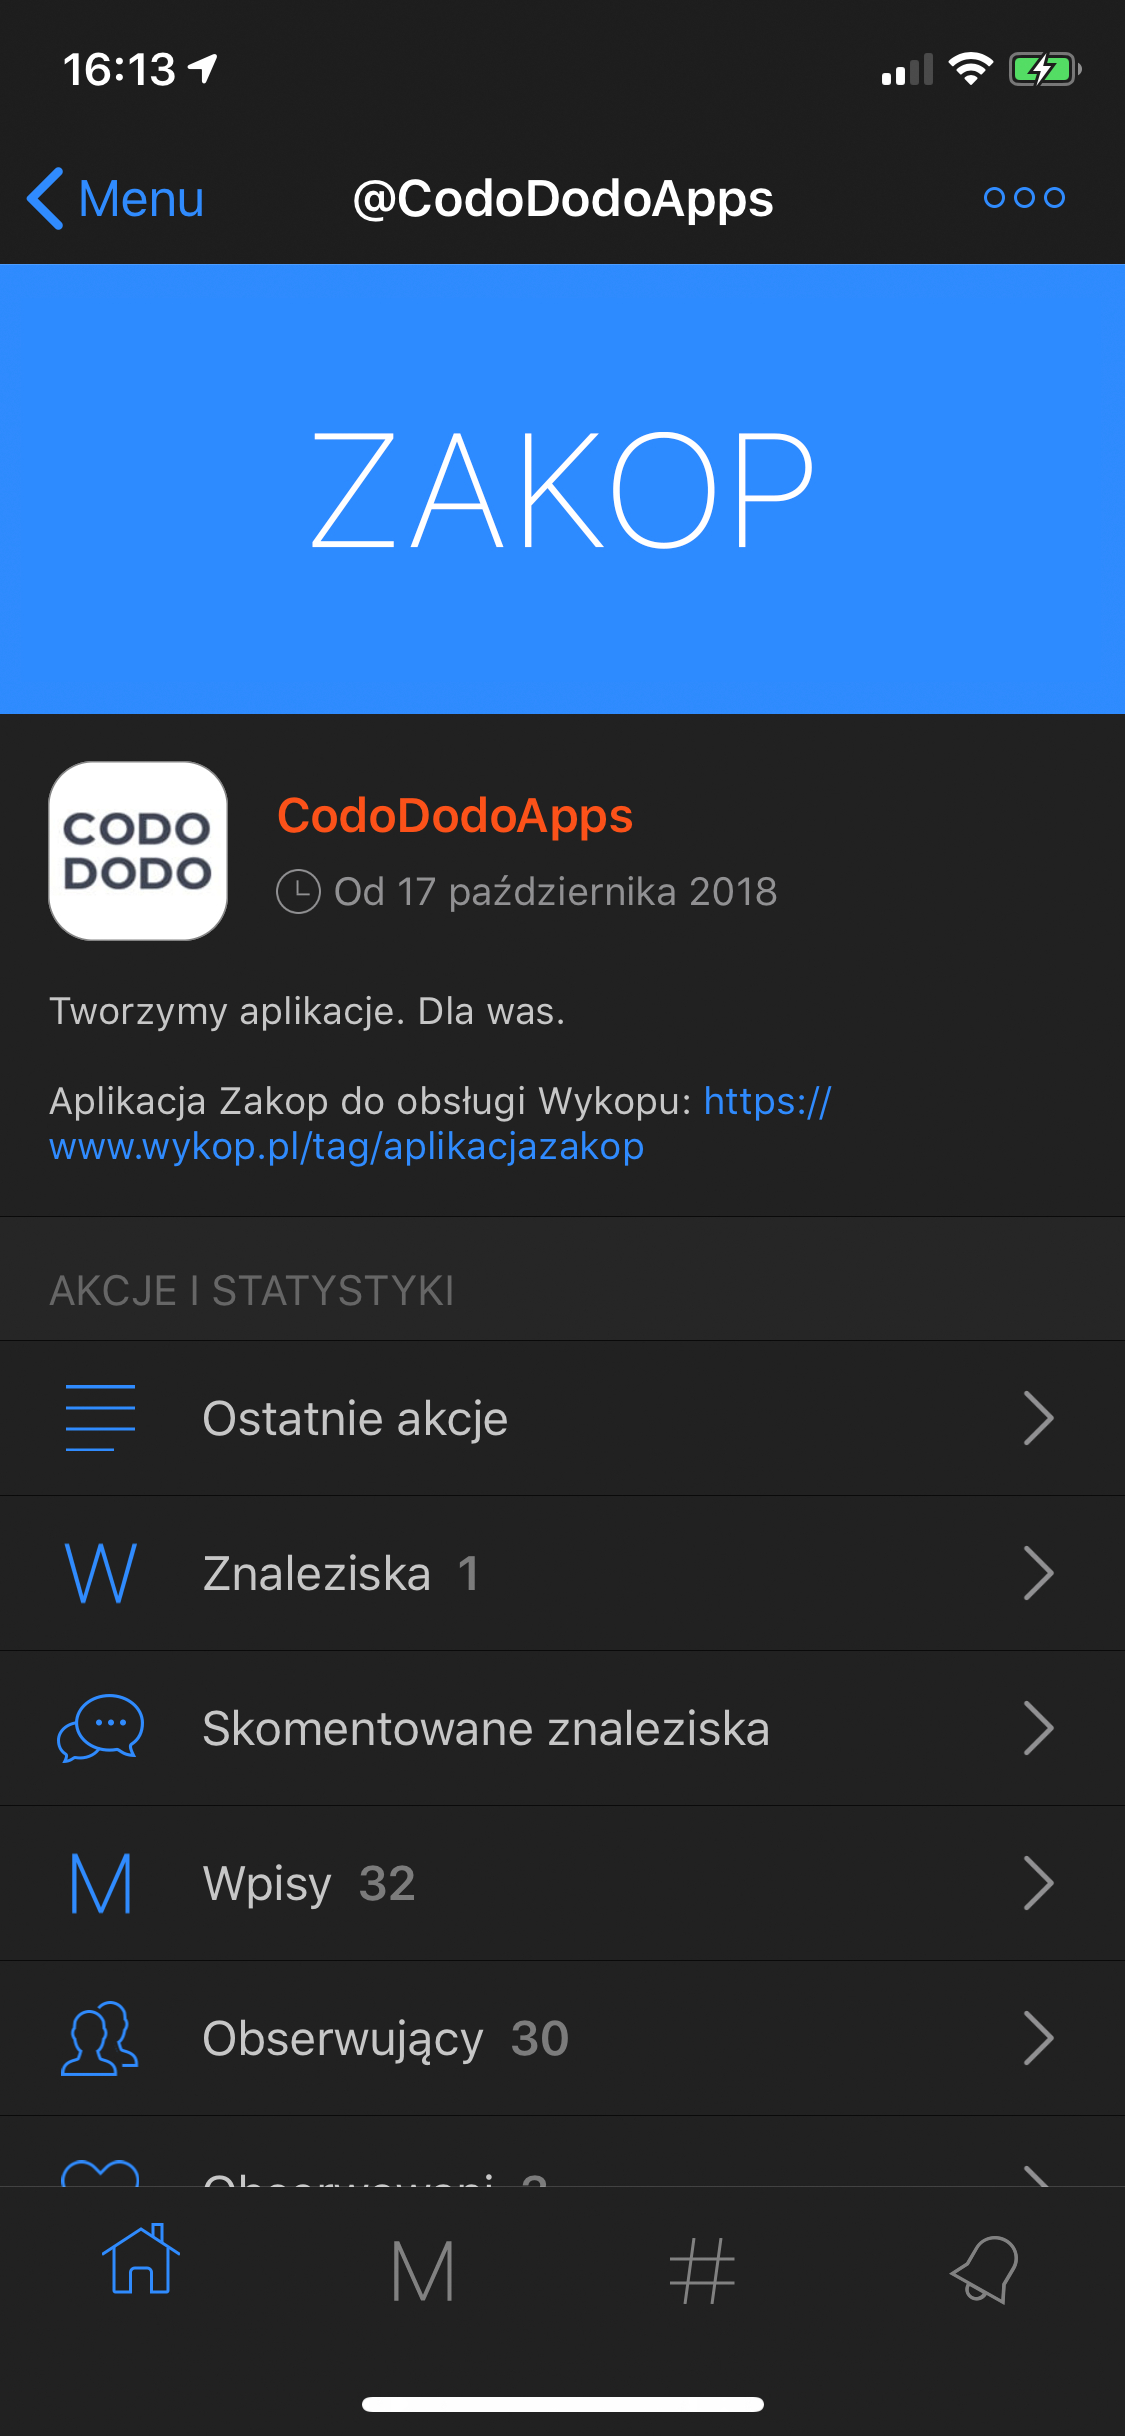 16:13
Menu
@CodoDodoApps
ZAKOP
CODO
DODO
CodoDodoApps
Od 17 października 2018
Tworzymy aplikacje. Dla was.
Aplikacja Zakop do obsługi Wykopu: https://
www.wykop.pl/tag/aplikacjazakop
AKCJE I STATYSTYKI
Ostatnie akcje
W Znaleziska 1
Skomentowane znaleziska
M Wpisy 32
Obserwujący 30
Obserwowani
M #